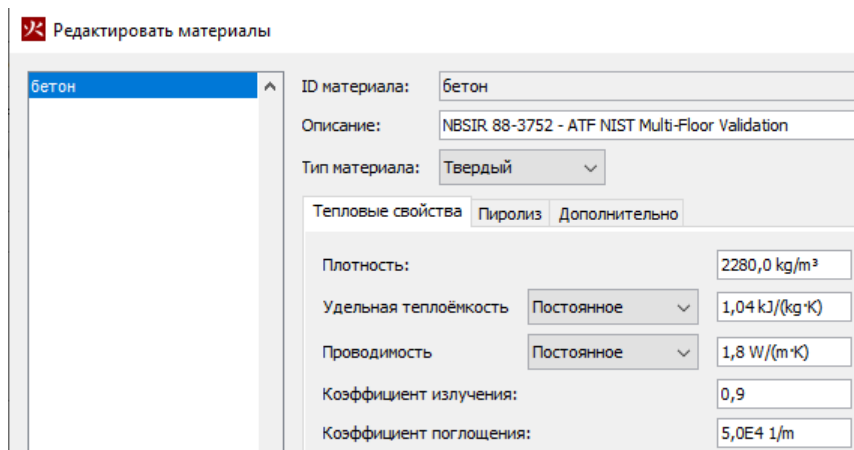 Редактировать материалы
бетон
ID материала: бетон
Описание: NBSIR 88-3752 - ATF NIST Multi-Floor Validation
Тип материала: Твердый
Тепловые свойства Пиролиз Дополнительно
Плотность: 2280,0 kg/m³
Удельная теплоёмкость Постоянное 1,04 kJ/(kg·K)
Проводимость Постоянное 1,8 W/(m·K)
Коэффициент излучения: 0,9
Коэффициент поглощения: 5,0E4 1/m